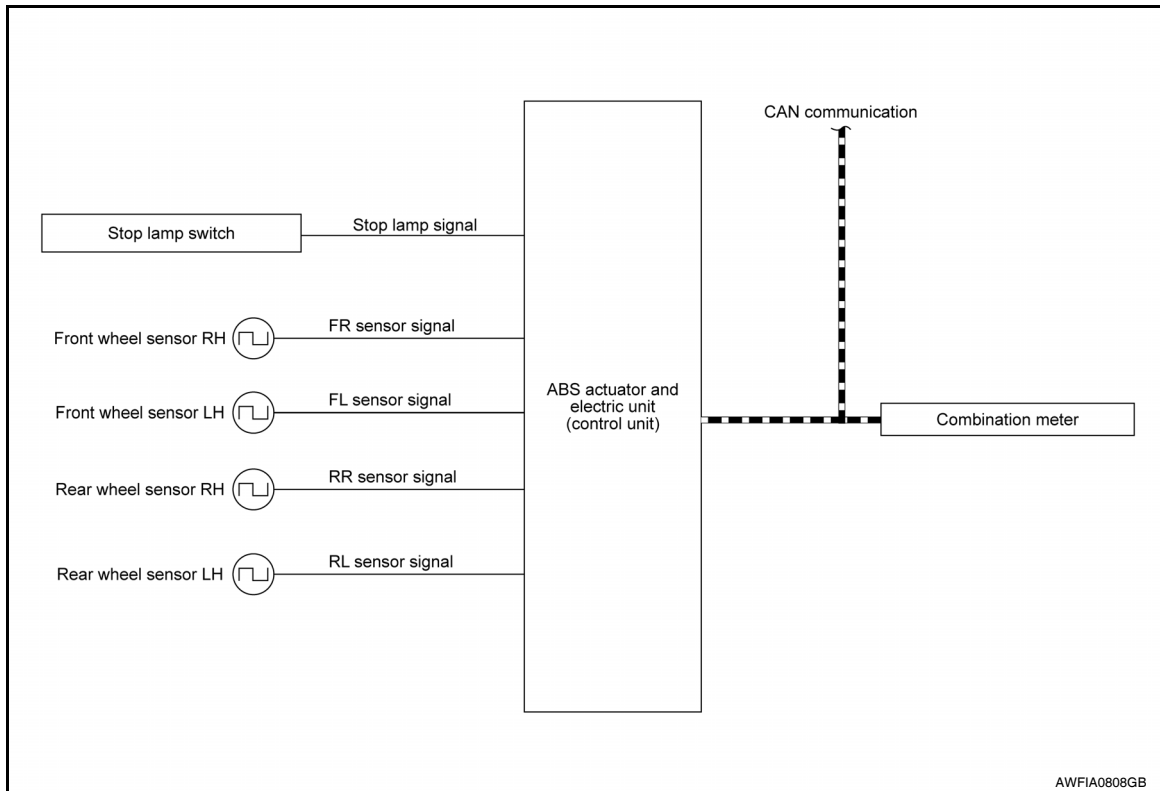 CAN communication
Stop lamp switch
Stop lamp signal
Front wheel sensor RH
FR sensor signal
Front wheel sensor LH
FL sensor signal
Rear wheel sensor RH
RR sensor signal
Rear wheel sensor LH
RL sensor signal
ABS actuator and
electric unit
(control unit)
Combination meter
AWFIA0808GB